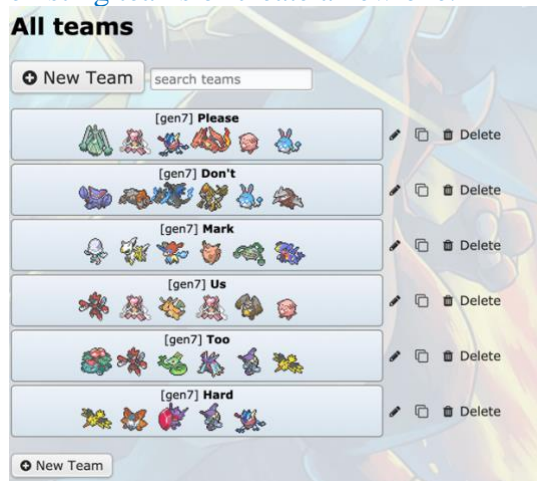 All teams
New Team search teams
[gen7] Please
Delete
[gen7] Don't
Delete
[gen7] Mark
Delete
[gen7] Us
Delete
[gen7] Too
Delete
[gen7] Hard
Delete
New Team